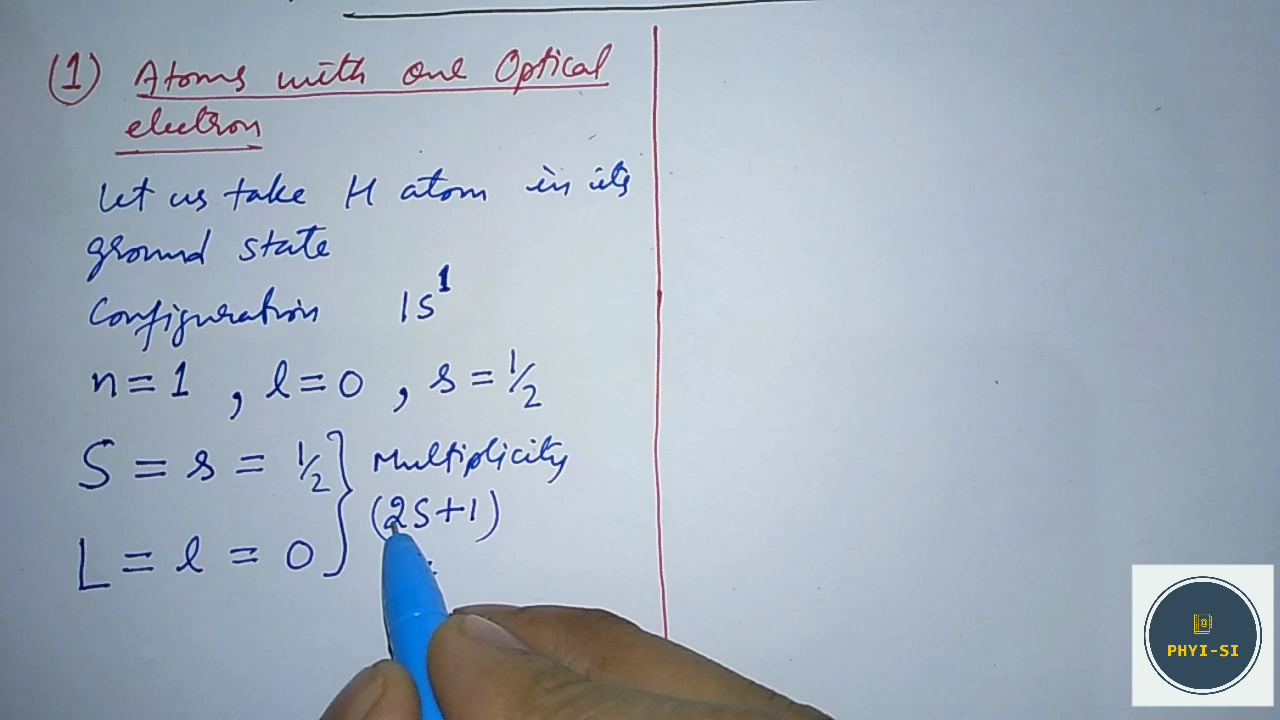 (1) Atoms with one Optical
electron
Let us take H atom in its
ground state
Configuration 1S¹
n = 1 , l = 0 , s = 1/2
S = s = 1/2 } Multiplicity
(2S+1)
L = l = 0
PHYI-SI